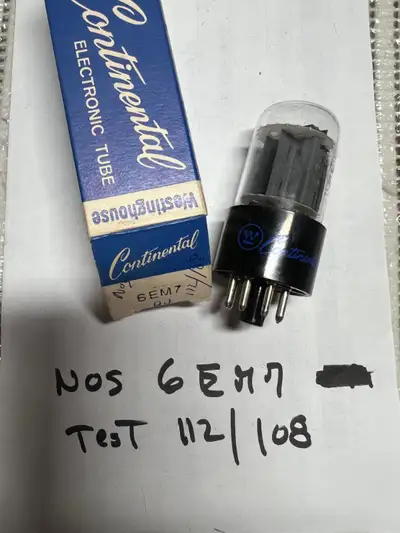 Continental
ELECTRONIC TUBE
Westinghouse
Continental
6EM7
W Continental
NOS 6EM7
TEST 112/108